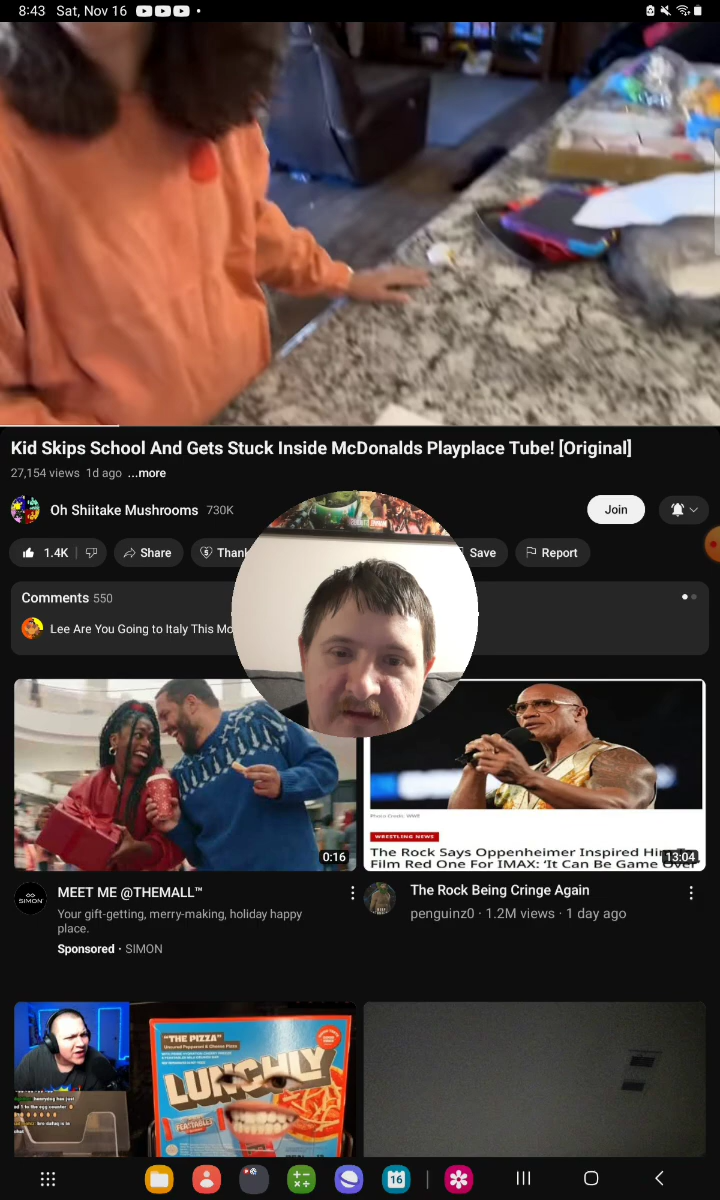 8:43 Sat, Nov 16
Kid Skips School And Gets Stuck Inside McDonalds Playplace Tube! [Original]
27,154 views 1d ago ...more
Oh Shiitake Mushrooms 730K
Join
1.4K
Share
Than
Save
Report
Comments 550
Lee Are You Going to Italy This Mo
0:16
WRESTLING NEWS
The Rock Says Oppenheimer Inspired
Film Red One For IMAX: 'It Can Be Game Over'
13:04
SIMON
MEET ME @THEMALL™
Your gift-getting, merry-making, holiday happy
place.
Sponsored · SIMON
The Rock Being Cringe Again
penguinz0 · 1.2M views · 1 day ago
"THE PIZZA"
LUNCHLY
FEASTABLES
16